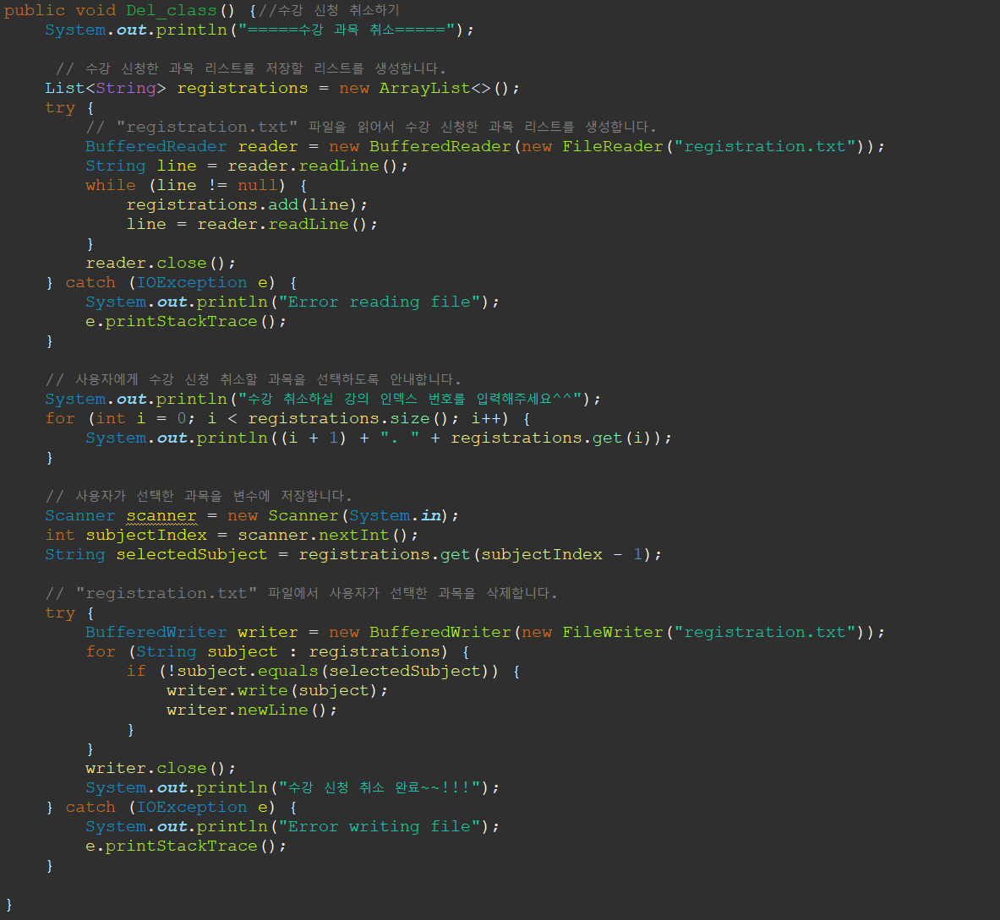 public void Del_class() {//수강 신청 취소하기
System.out.println("=====수강 과목 취소=====");
// 수강 신청한 과목 리스트를 저장할 리스트를 생성합니다.
List<String> registrations = new ArrayList<>();
try {
// "registration.txt" 파일을 읽어서 수강 신청한 과목 리스트를 생성합니다.
BufferedReader reader = new BufferedReader(new FileReader("registration.txt"));
String line = reader.readLine();
while (line != null) {
registrations.add(line);
line = reader.readLine();
}
reader.close();
} catch (IOException e) {
System.out.println("Error reading file");
e.printStackTrace();
}
// 사용자에게 수강 신청 취소할 과목을 선택하도록 안내합니다.
System.out.println("수강 취소하실 강의 인덱스 번호를 입력해주세요^^");
for (int i = 0; i < registrations.size(); i++) {
System.out.println((i + 1) + ". " + registrations.get(i));
}
// 사용자가 선택한 과목을 변수에 저장합니다.
Scanner scanner = new Scanner(System.in);
int subjectIndex = scanner.nextInt();
String selectedSubject = registrations.get(subjectIndex - 1);
// "registration.txt" 파일에서 사용자가 선택한 과목을 삭제합니다.
try {
BufferedWriter writer = new BufferedWriter(new FileWriter("registration.txt"));
for (String subject : registrations) {
if (!subject.equals(selectedSubject)) {
writer.write(subject);
writer.newLine();
}
}
writer.close();
System.out.println("수강 신청 취소 완료~~!!!");
} catch (IOException e) {
System.out.println("Error writing file");
e.printStackTrace();
}
}